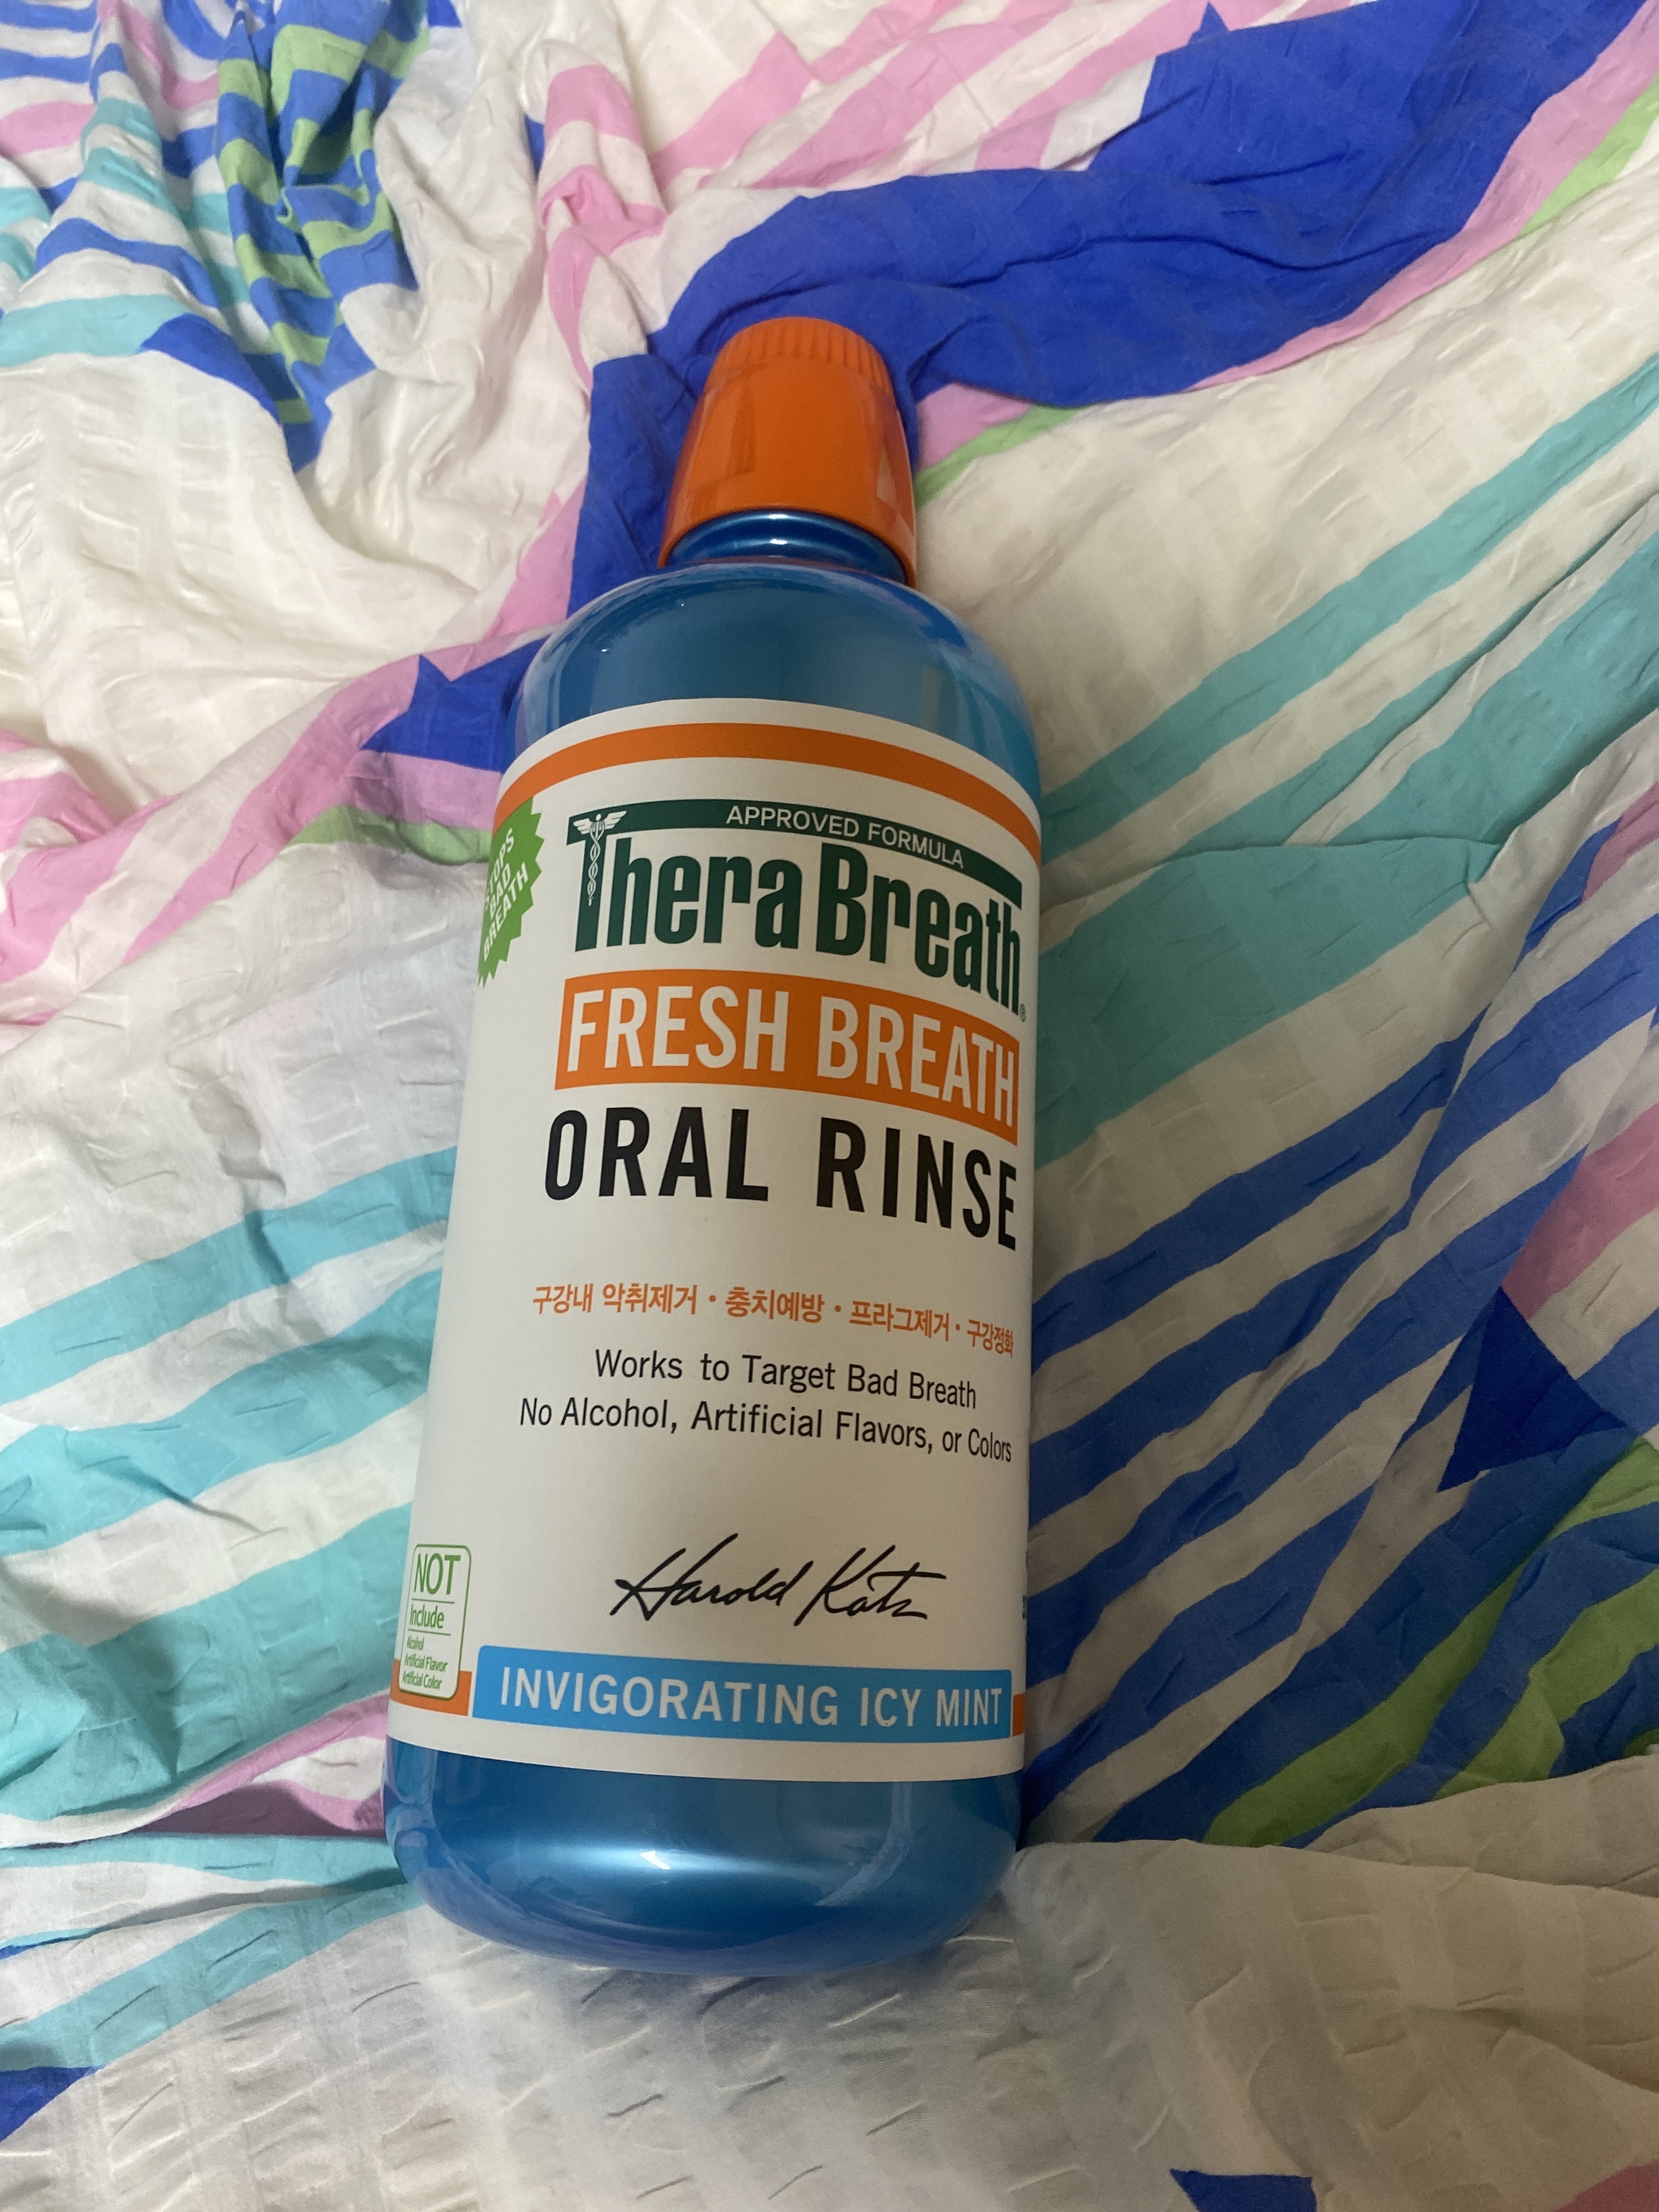 STOPS
BAD
BREATH
APPROVED FORMULA
TheraBreath®
FRESH BREATH
ORAL RINSE
구강내 악취제거 · 충치예방 · 프라그제거 · 구강정화
Works to Target Bad Breath
No Alcohol, Artificial Flavors, or Colors
Harold Katz
NOT
Include
Alcohol
Artificial Flavor
Artificial Color
INVIGORATING ICY MINT